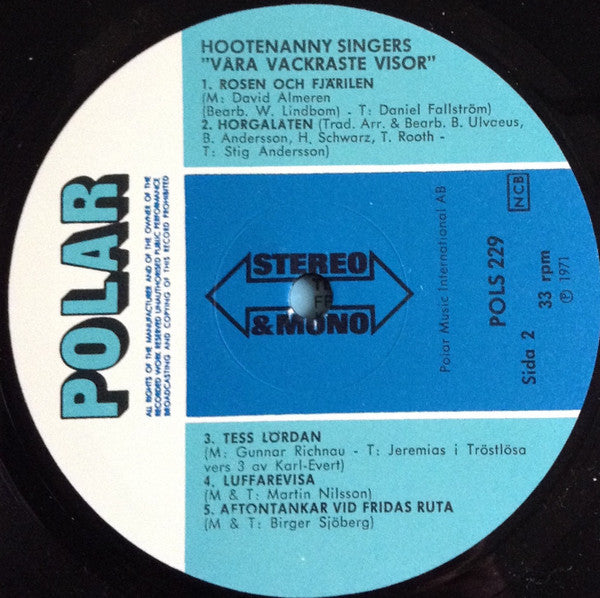 HOOTENANNY SINGERS
"VÅRA VACKRASTE VISOR"
1. ROSEN OCH FJÄRILEN
(M: David Almeren
(Bearb. W. Lindbom) - T: Daniel Fallström)
2. HORGALÅTEN (Trad. Arr. & Bearb. B. Ulvaeus,
B. Andersson, H. Schwarz, T. Rooth -
T: Stig Andersson)
POLAR
ALL RIGHTS OF THE MANUFACTURER AND OF THE OWNER OF THE
RECORDED WORK RESERVED UNAUTHORISED PUBLIC PERFORMANCE
BROADCASTING AND COPYING OF THIS RECORD PROHIBITED
STEREO
& MONO
Polar Music International AB
POLS 229
Sida 2 33 rpm
℗ 1971
NCB
3. TESS LÖRDAN
(M: Gunnar Richnau - T: Jeremias i Tröstlösa
vers 3 av Karl-Evert)
4. LUFFAREVISA
(M & T: Martin Nilsson)
5. AFTONTANKAR VID FRIDAS RUTA
(M & T: Birger Sjöberg)